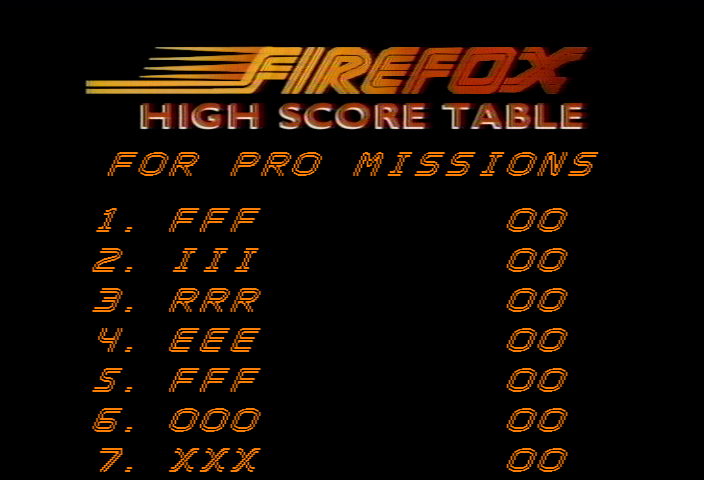 FIREFOX
HIGH SCORE TABLE
FOR PRO MISSIONS
1. FFF 00
2. III 00
3. RRR 00
4. EEE 00
5. FFF 00
6. OOO 00
7. XXX 00